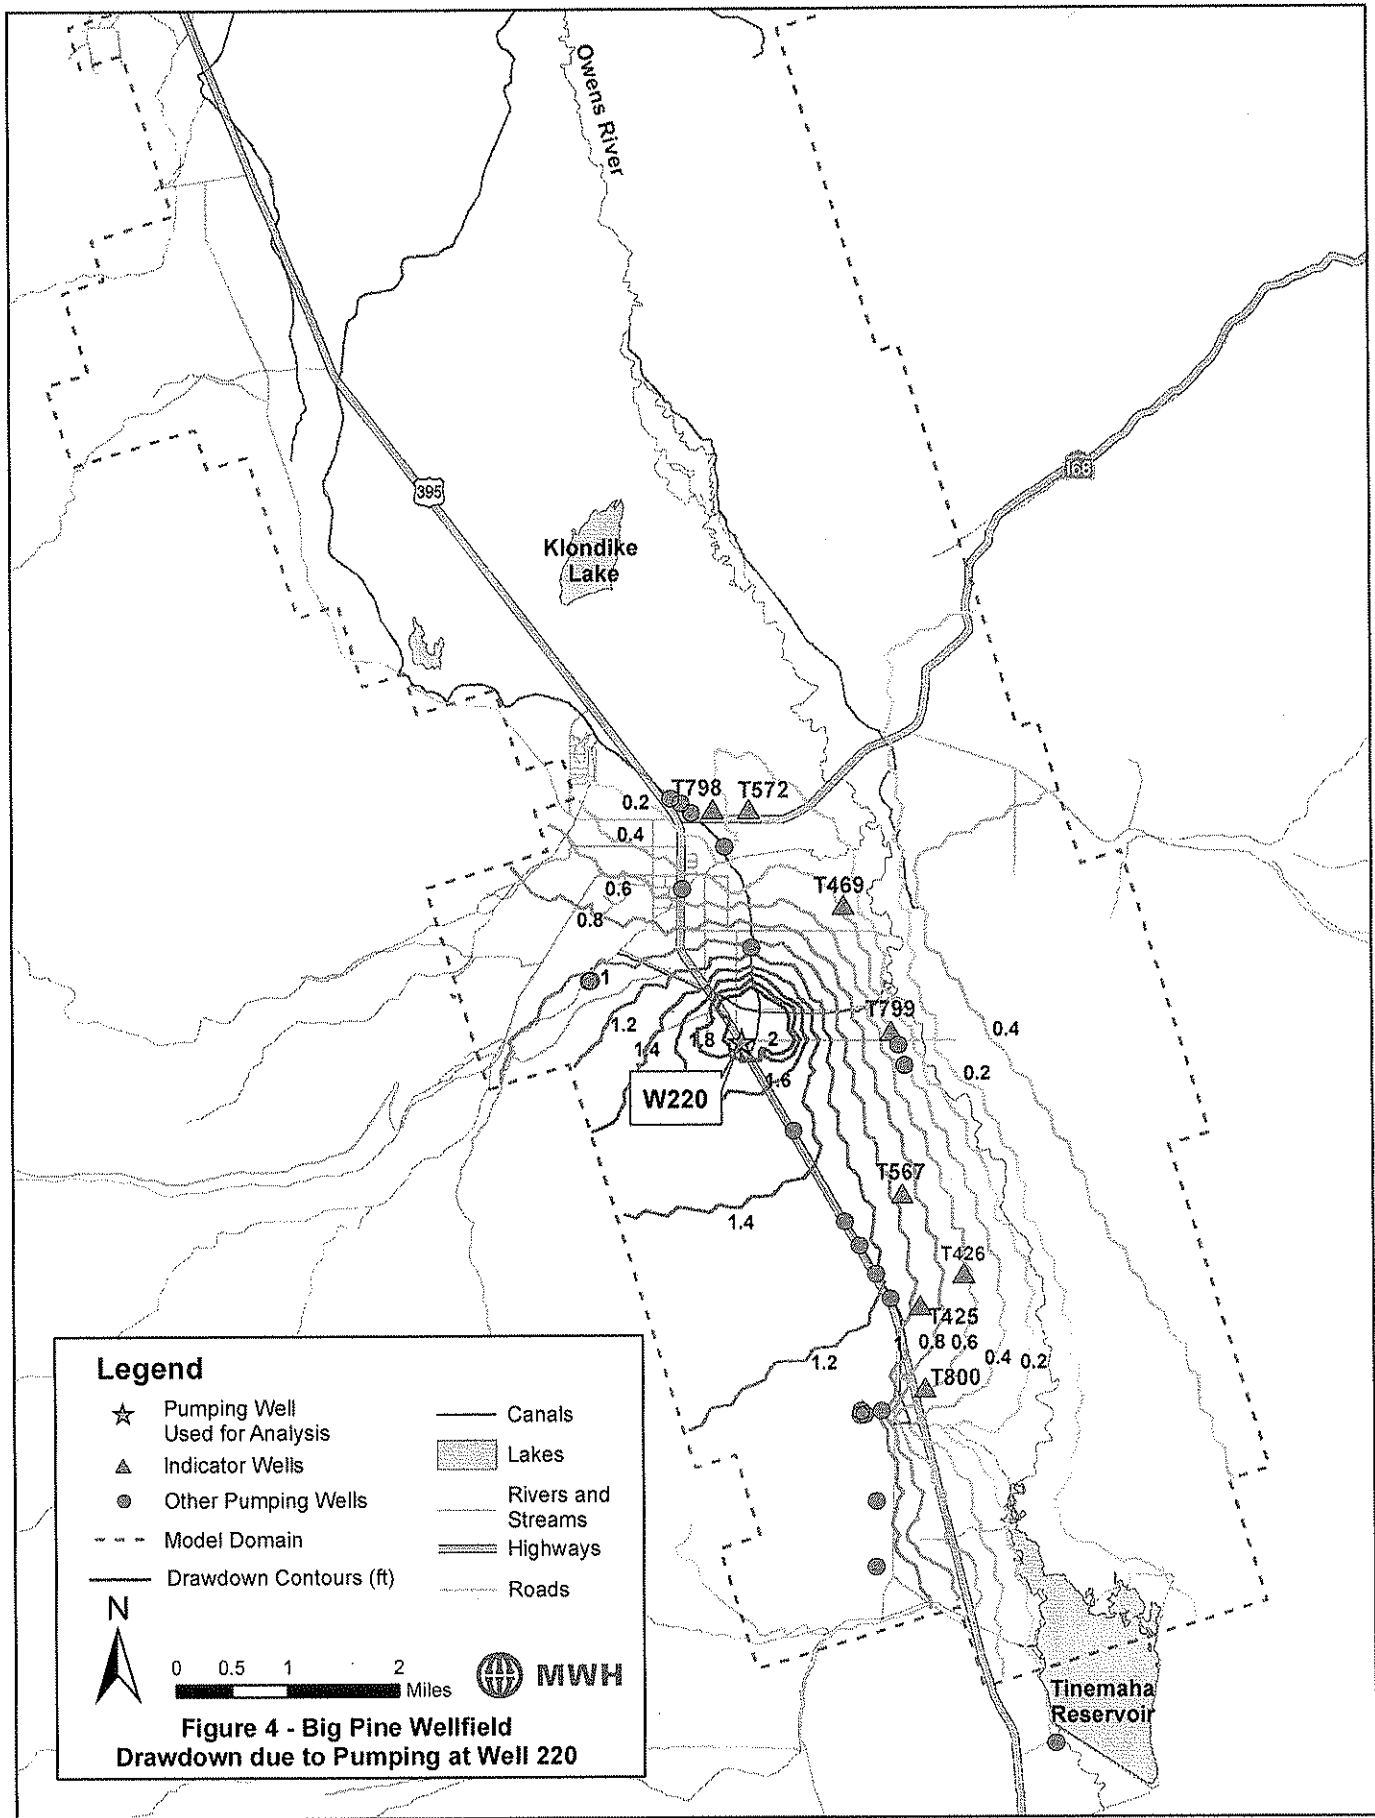 Owens River
395
168
Klondike
Lake
T798
T572
0.2
0.4
T469
0.6
0.8
1
T799
0.4
1.2
1.8
2
1.4
0.2
1.6
W220
T567
1.4
T426
T425
1
0.8
0.6
1.2
0.4
0.2
T800
Legend
Pumping Well
Used for Analysis
Indicator Wells
Other Pumping Wells
Model Domain
Drawdown Contours (ft)
Canals
Lakes
Rivers and
Streams
Highways
Roads
N
0 0.5 1 2
Miles
MWH
Figure 4 - Big Pine Wellfield
Drawdown due to Pumping at Well 220
Tinemaha
Reservoir